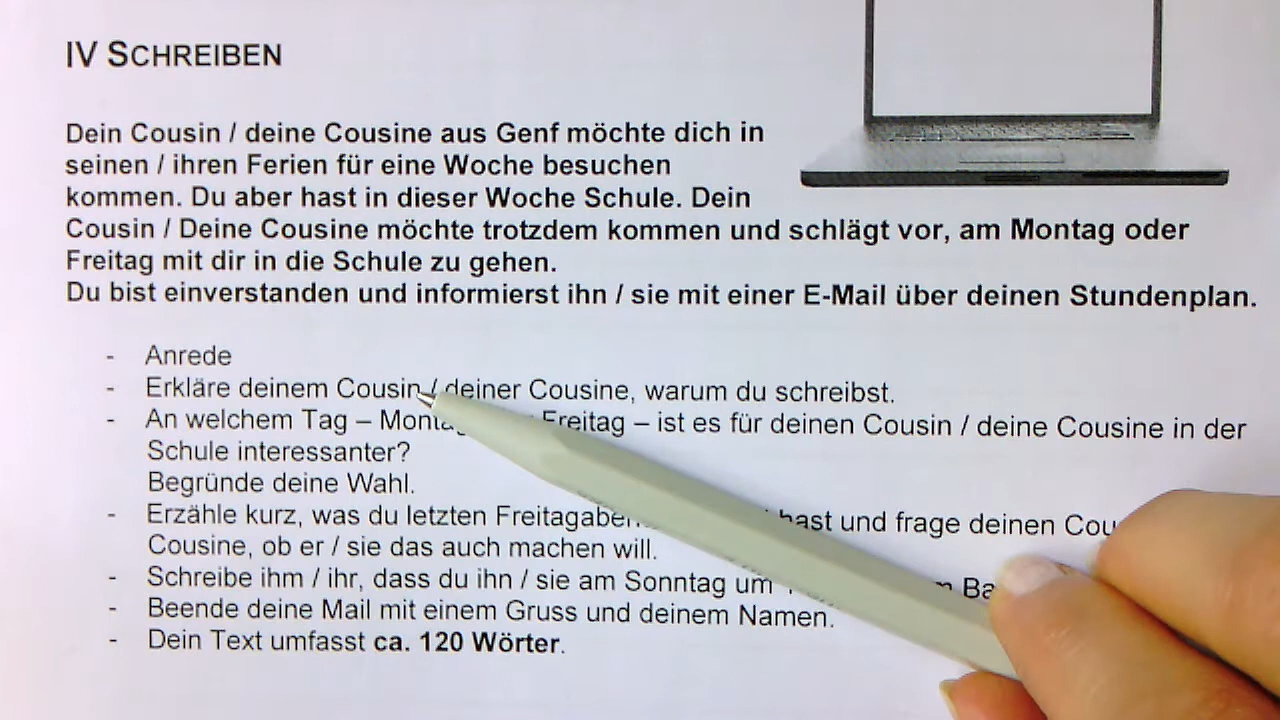 IV SCHREIBEN
Dein Cousin / deine Cousine aus Genf möchte dich in
seinen / ihren Ferien für eine Woche besuchen
kommen. Du aber hast in dieser Woche Schule. Dein
Cousin / Deine Cousine möchte trotzdem kommen und schlägt vor, am Montag oder
Freitag mit dir in die Schule zu gehen.
Du bist einverstanden und informierst ihn / sie mit einer E-Mail über deinen Stundenplan.
- Anrede
- Erkläre deinem Cousin / deiner Cousine, warum du schreibst.
- An welchem Tag – Freitag – ist es für deinen Cousin / deine Cousine in der
Schule interessanter?
Begründe deine Wahl.
- Erzähle kurz, was du letzten hast und frage deinen
Cousine, ob er / sie das auch machen will.
- Schreibe ihm / ihr, dass du ihn / sie am Sonntag um
- Beende deine Mail mit einem Gruss und deinem Namen.
- Dein Text umfasst ca. 120 Wörter.